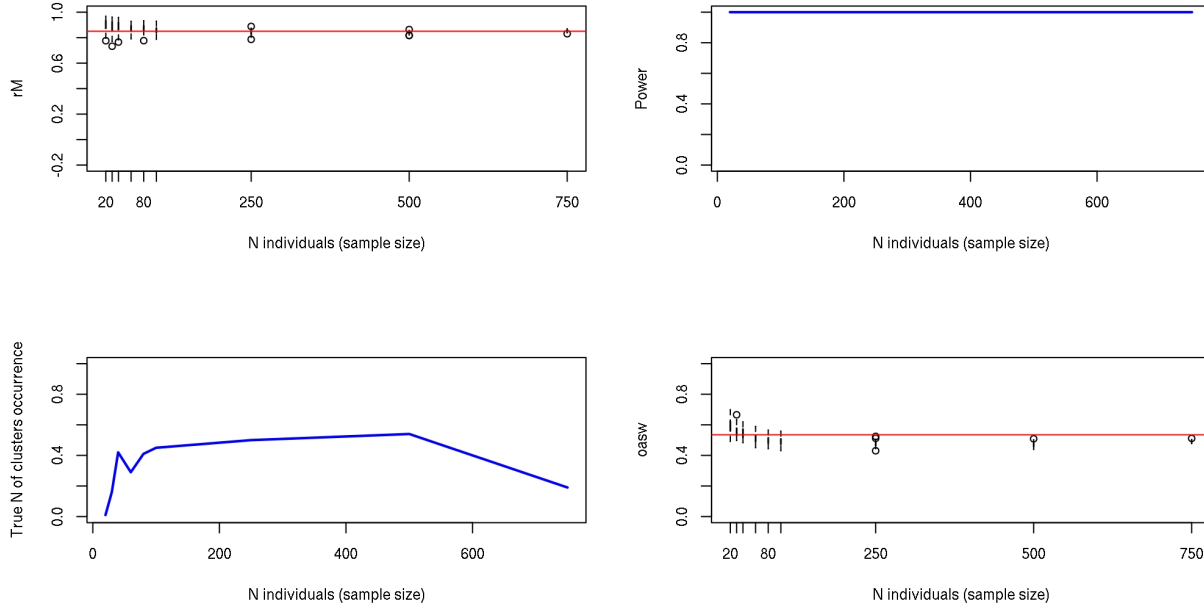 rM
1.0
0.6
0.2
-0.2
20 80 250 500 750
N individuals (sample size)
Power
0.8
0.4
0.0
0 200 400 600
N individuals (sample size)
True N of clusters occurrence
0.8
0.4
0.0
0 200 400 600
N individuals (sample size)
oasw
0.8
0.4
0.0
20 80 250 500 750
N individuals (sample size)